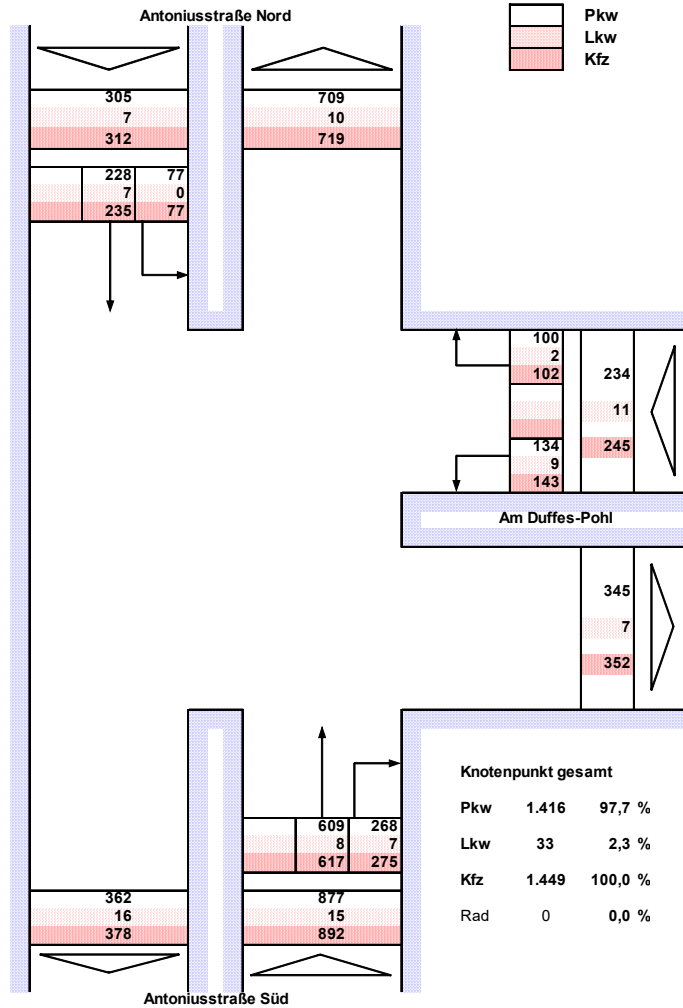 Antoniusstraße Nord
Pkw
Lkw
Kfz
305
7
312
709
10
719
228 77
7 0
235 77
100
2
102
134
9
143
234
11
245
Am Duffes-Pohl
345
7
352
609 268
8 7
617 275
362
16
378
877
15
892
Knotenpunkt gesamt
Pkw 1.416 97,7 %
Lkw 33 2,3 %
Kfz 1.449 100,0 %
Rad 0 0,0 %
Antoniusstraße Süd